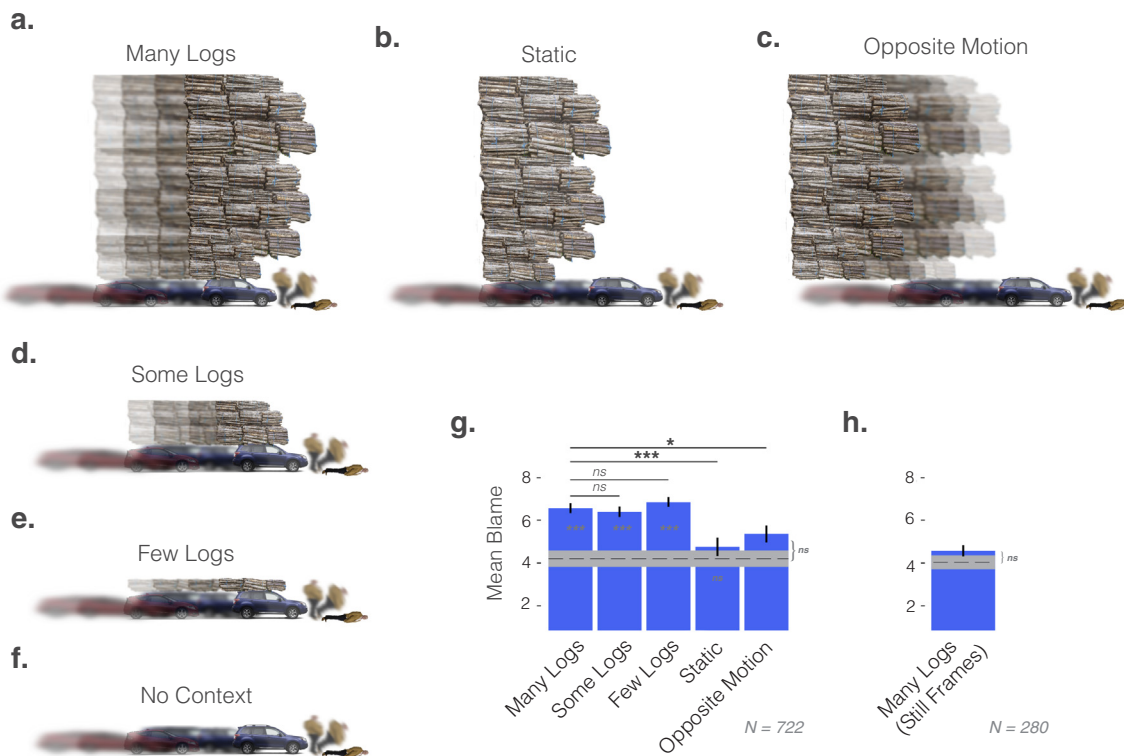 a.
Many Logs
b.
Static
c.
Opposite Motion
d.
Some Logs
e.
Few Logs
f.
No Context
g.
*
***
ns
ns
8
6
4
2
Mean Blame
***
***
***
ns
ns
Many Logs
Some Logs
Few Logs
Static
Opposite Motion
N = 722
h.
8
6
4
2
ns
Many Logs
(Still Frames)
N = 280